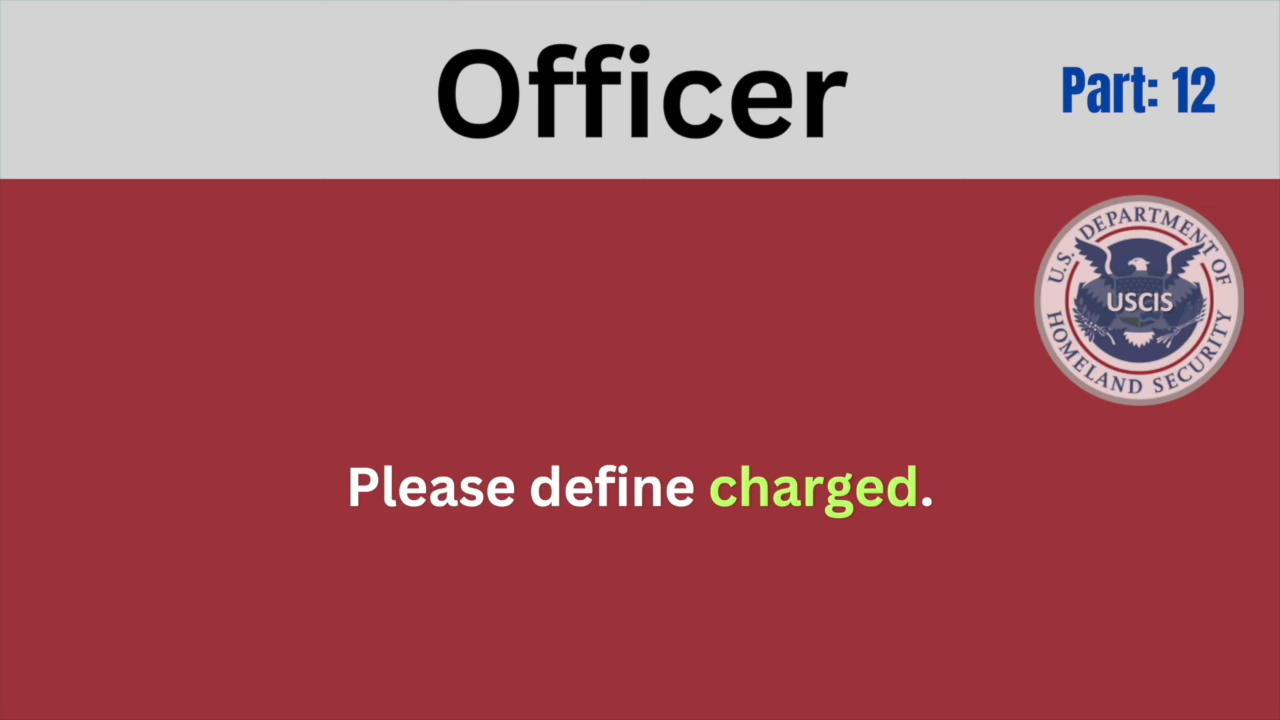 Officer
Part: 12
U.S. DEPARTMENT OF
USCIS
HOMELAND SECURITY
Please define charged.